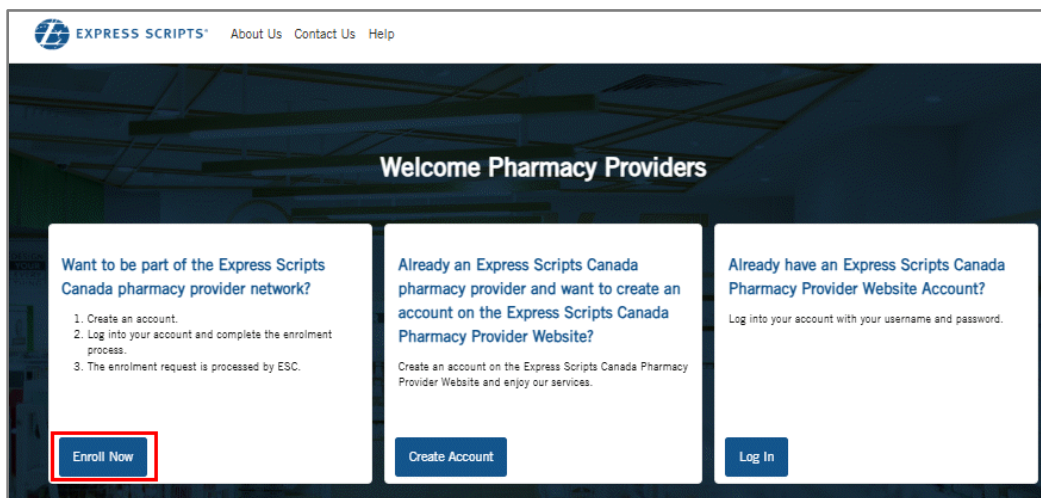 EXPRESS SCRIPTS® About Us Contact Us Help
Welcome Pharmacy Providers
Want to be part of the Express Scripts
Canada pharmacy provider network?
1. Create an account.
2. Log into your account and complete the enrolment
process.
3. The enrolment request is processed by ESC.
Enroll Now
Already an Express Scripts Canada
pharmacy provider and want to create an
account on the Express Scripts Canada
Pharmacy Provider Website?
Create an account on the Express Scripts Canada Pharmacy
Provider Website and enjoy our services.
Create Account
Already have an Express Scripts Canada
Pharmacy Provider Website Account?
Log into your account with your username and password.
Log In